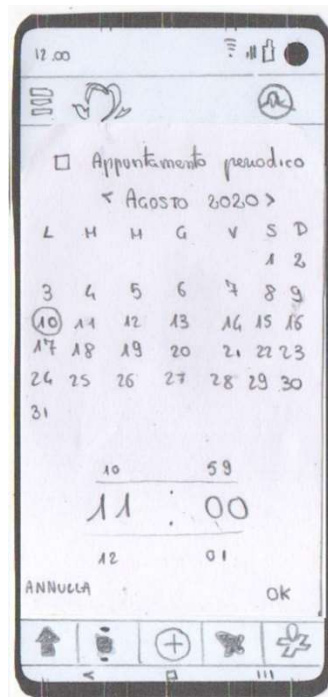 12.00
Appuntamento periodico
< AGOSTO 2020 >
L M M G V S D
1 2
3 4 5 6 7 8 9
10 11 12 13 14 15 16
17 18 19 20 21 22 23
24 25 26 27 28 29 30
31
10 59
11 : 00
12 01
ANNULLA OK